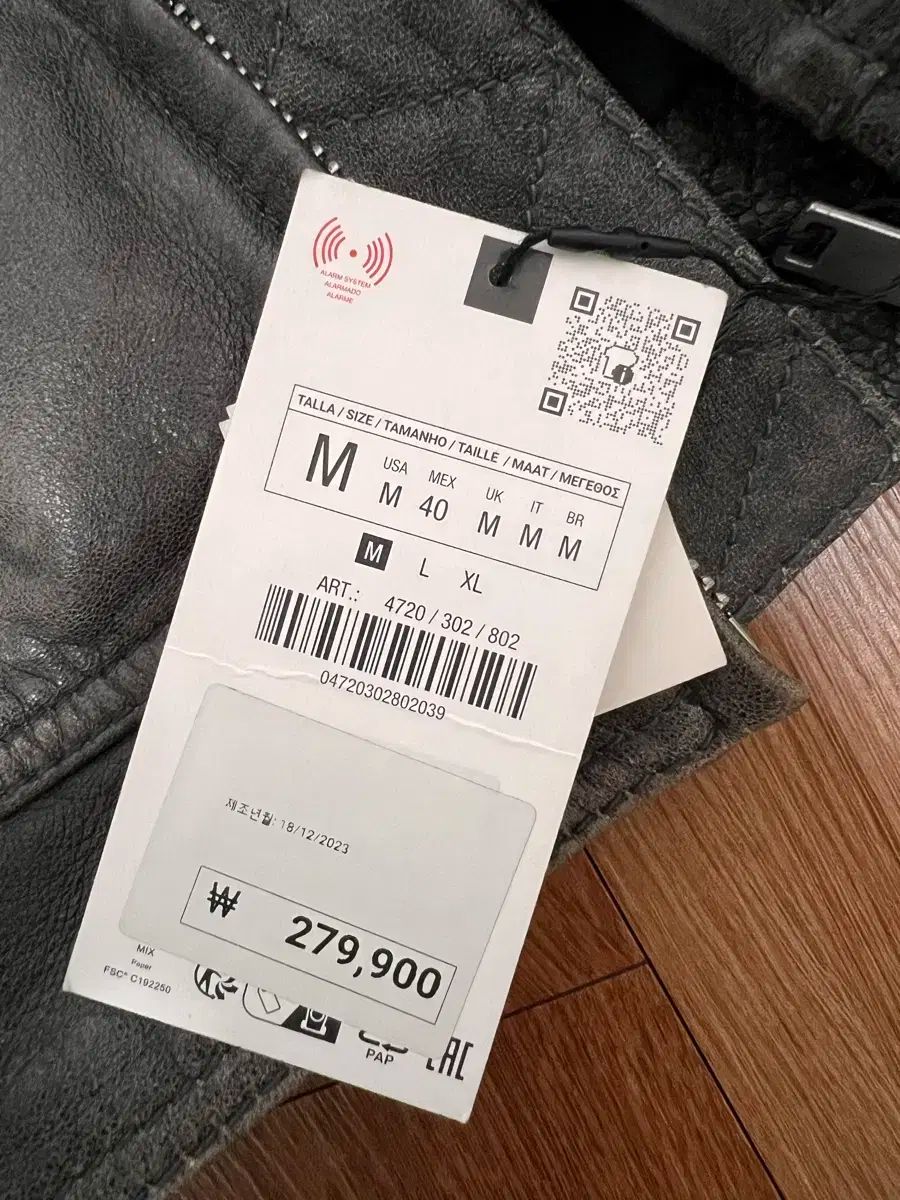 ALARM SYSTEM
ALARMADO
ALARME
TALLA / SIZE / TAMANHO / TAILLE / MAAT / ΜΕΓΕΘΟΣ
M
USA MEX UK IT BR
M 40 M M M
M L XL
ART.: 4720 / 302 / 802
04720302802039
제조년월: 18/12/2023
₩ 279,900
MIX
Paper
FSC® C192250
PAP
EAC